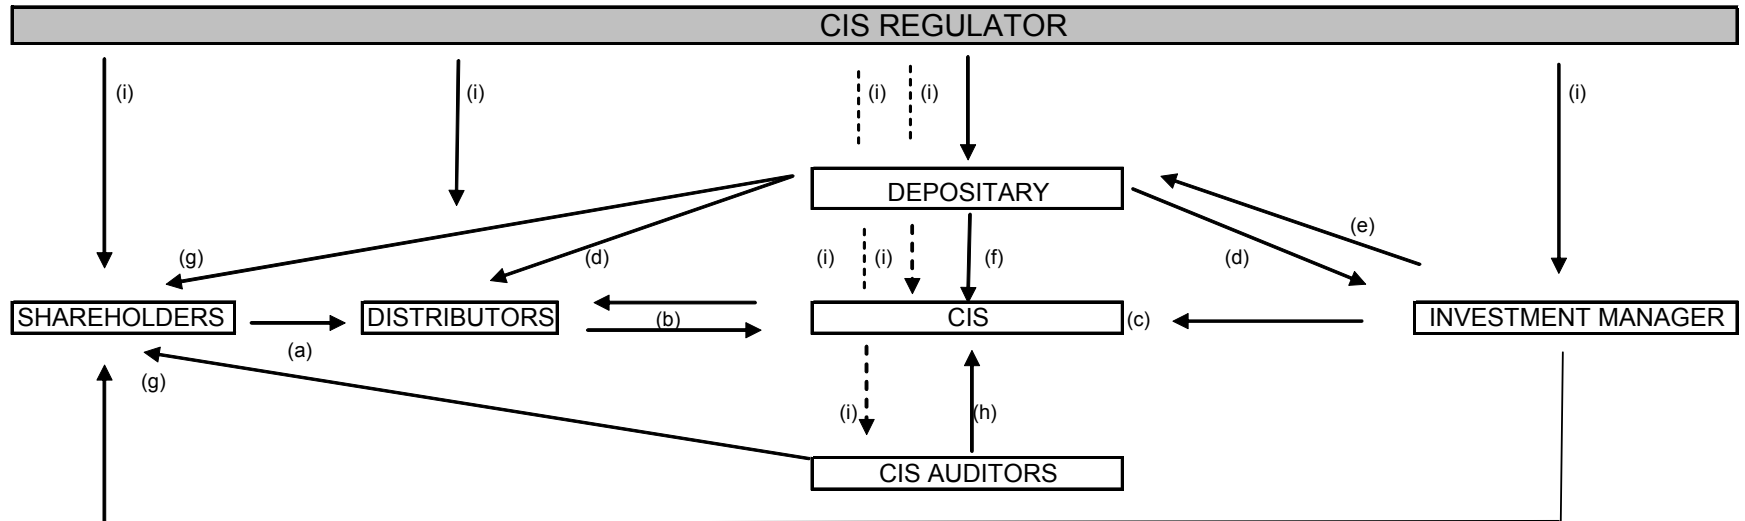 CIS REGULATOR
(i)
(i)
(i)
(i)
(i)
DEPOSITARY
(e)
(g)
(d)
(i)
(i)
(f)
(d)
SHAREHOLDERS
DISTRIBUTORS
(b)
CIS
(c)
INVESTMENT MANAGER
(a)
(g)
(i)
(h)
CIS AUDITORS